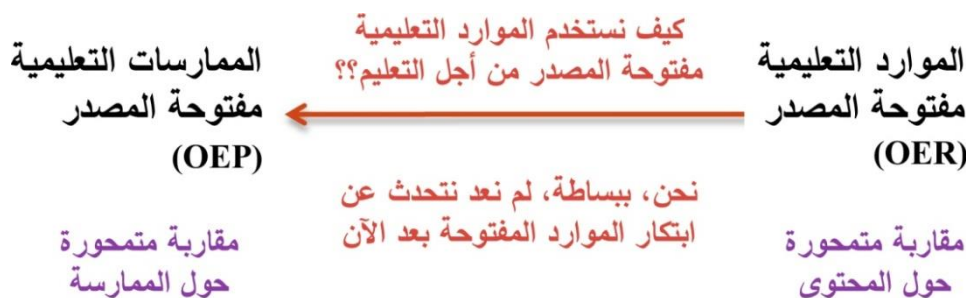 الموارد التعليمية
مفتوحة المصدر
(OER)
مقاربة متمحورة
حول المحتوى
كيف نستخدم الموارد التعليمية
مفتوحة المصدر من أجل التعليم؟؟
نحن، ببساطة، لم نعد نتحدث عن
ابتكار الموارد المفتوحة بعد الآن
الممارسات التعليمية
مفتوحة المصدر
(OEP)
مقاربة متمحورة
حول الممارسة